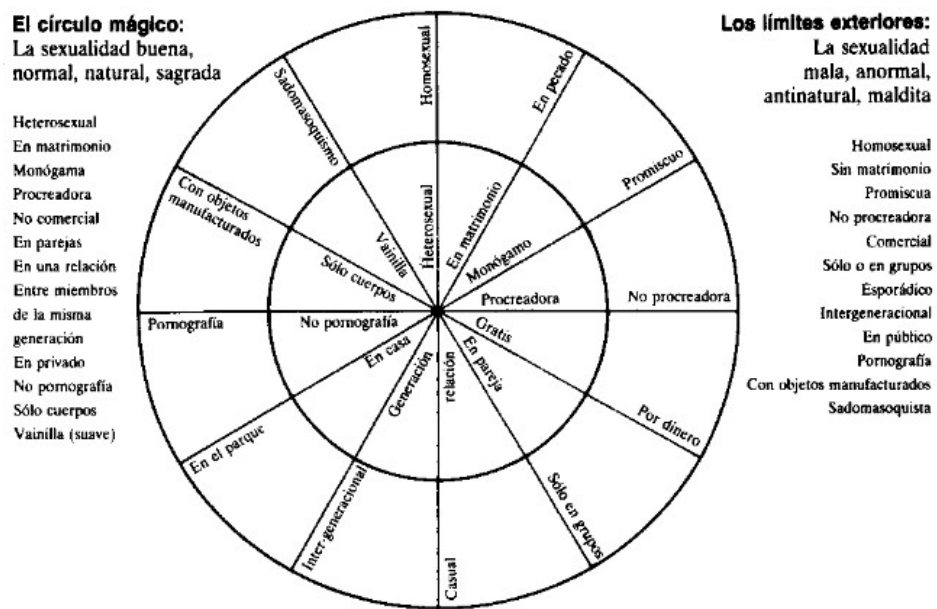 El círculo mágico:
La sexualidad buena,
normal, natural, sagrada
Heterosexual
En matrimonio
Monógama
Procreadora
No comercial
En parejas
En una relación
Entre miembros
de la misma
generación
En privado
No pornografía
Sólo cuerpos
Vainilla (suave)
Homosexual
En pecado
Promiscuo
No procreadora
Por dinero
Sólo en grupos
Casual
Inter-generacional
En el parque
Pornografía
Con objetos
manufacturados
Sadomasoquismo
Heterosexual
En matrimonio
Monógamo
Procreadora
Gratis
En pareja
relación
Generación
En casa
No pornografía
Sólo cuerpos
Vainilla
Los límites exteriores:
La sexualidad
mala, anormal,
antinatural, maldita
Homosexual
Sin matrimonio
Promiscua
No procreadora
Comercial
Sólo o en grupos
Esporádico
Intergeneracional
En público
Pornografía
Con objetos manufacturados
Sadomasoquista